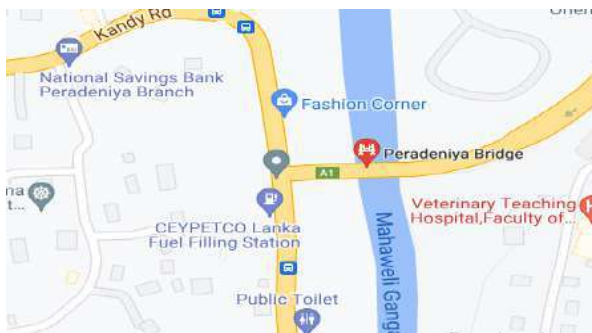 Kandy Rd
National Savings Bank
Peradeniya Branch
Fashion Corner
Peradeniya Bridge
A1
Veterinary Teaching
Hospital,Faculty of...
CEYPETCO Lanka
Fuel Filling Station
Mahaweli Gang
Public Toilet